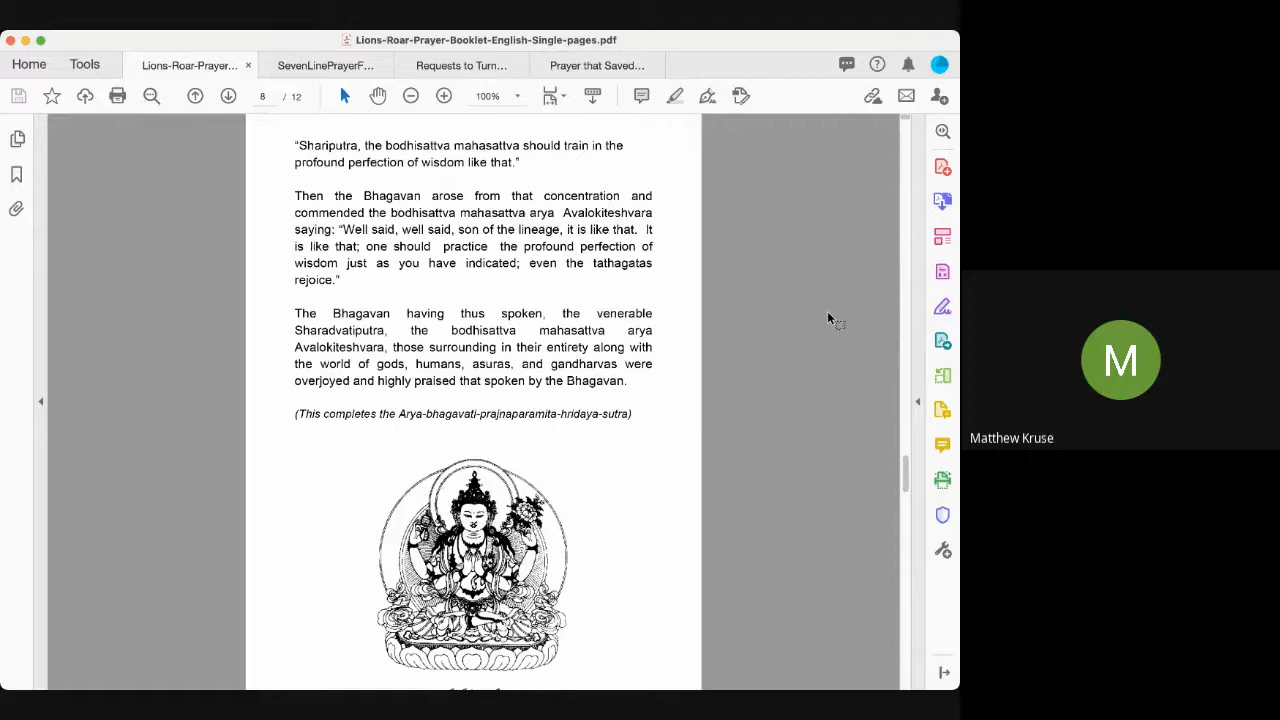 Lions-Roar-Prayer-Booklet-English-Single-pages.pdf
Home Tools Lions-Roar-Prayer... × SevenLinePrayerF... Requests to Turn... Prayer that Saved...
8 / 12 100%
“Shariputra, the bodhisattva mahasattva should train in the
profound perfection of wisdom like that.”
Then the Bhagavan arose from that concentration and
commended the bodhisattva mahasattva arya Avalokiteshvara
saying: “Well said, well said, son of the lineage, it is like that. It
is like that; one should practice the profound perfection of
wisdom just as you have indicated; even the tathagatas
rejoice.”
The Bhagavan having thus spoken, the venerable
Sharadvatiputra, the bodhisattva mahasattva arya
Avalokiteshvara, those surrounding in their entirety along with
the world of gods, humans, asuras, and gandharvas were
overjoyed and highly praised that spoken by the Bhagavan.
(This completes the Arya-bhagavati-prajnaparamita-hridaya-sutra)
M
Matthew Kruse